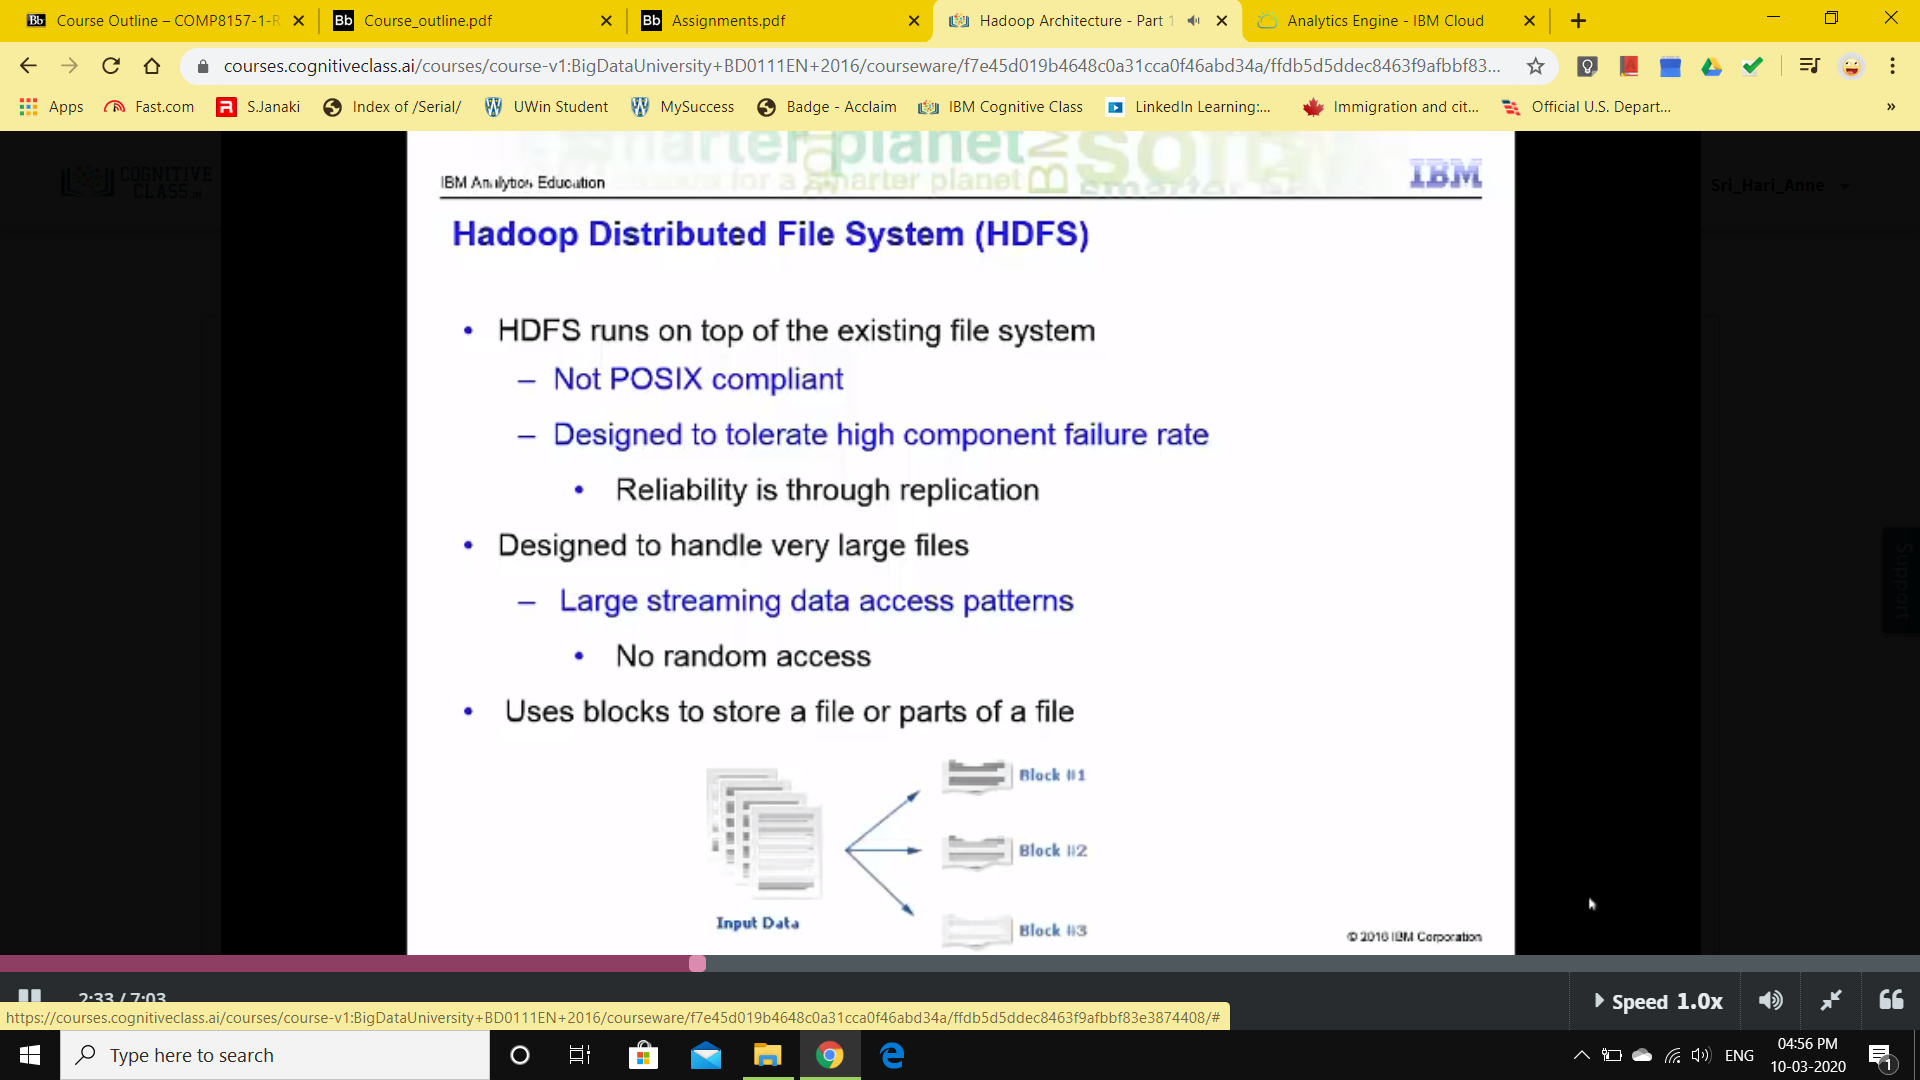 Course Outline – COMP8157-1-R
Course_outline.pdf
Assignments.pdf
Hadoop Architecture - Part 1
Analytics Engine - IBM Cloud
courses.cognitiveclass.ai/courses/course-v1:BigDataUniversity+BD0111EN+2016/courseware/f7e45d019b4648c0a31cca0f46abd34a/ffdb5d5ddec8463f9afbbf83...
Apps
Fast.com
S.Janaki
Index of /Serial/
UWin Student
MySuccess
Badge - Acclaim
IBM Cognitive Class
LinkedIn Learning:...
Immigration and cit...
Official U.S. Depart...
»
COGNITIVE
CLASS.ai
Sri_Hari_Anne
IBM Analytics Education
IBM
Hadoop Distributed File System (HDFS)
• HDFS runs on top of the existing file system
– Not POSIX compliant
– Designed to tolerate high component failure rate
• Reliability is through replication
• Designed to handle very large files
– Large streaming data access patterns
• No random access
• Uses blocks to store a file or parts of a file
Block #1
Block #2
Block #3
Input Data
© 2016 IBM Corporation
Support
2:33 / 7:03
Speed 1.0x
https://courses.cognitiveclass.ai/courses/course-v1:BigDataUniversity+BD0111EN+2016/courseware/f7e45d019b4648c0a31cca0f46abd34a/ffdb5d5ddec8463f9afbbf83e3874408/#
Type here to search
ENG
04:56 PM
10-03-2020
1